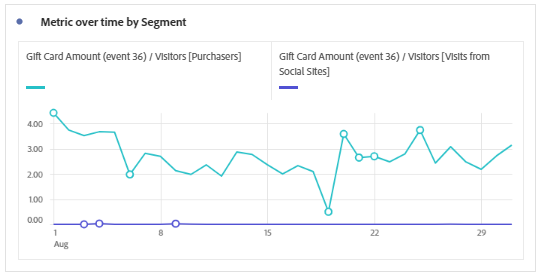 Metric over time by Segment
Gift Card Amount (event 36) / Visitors [Purchasers]
Gift Card Amount (event 36) / Visitors [Visits from
Social Sites]
4.00
3.00
2.00
1.00
0.00
1 8 15 22 29
Aug